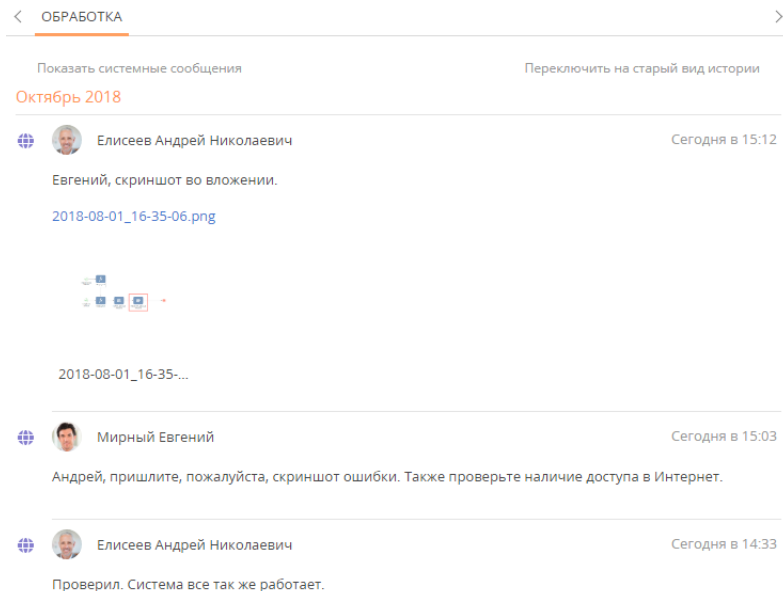 ОБРАБОТКА
Показать системные сообщения
Переключить на старый вид истории
Октябрь 2018
Елисеев Андрей Николаевич
Сегодня в 15:12
Евгений, скриншот во вложении.
2018-08-01_16-35-06.png
2018-08-01_16-35-...
Мирный Евгений
Сегодня в 15:03
Андрей, пришлите, пожалуйста, скриншот ошибки. Также проверьте наличие доступа в Интернет.
Елисеев Андрей Николаевич
Сегодня в 14:33
Проверил. Система все так же работает.